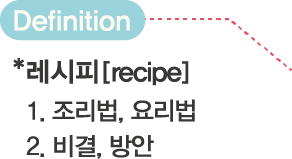 Definition
*레시피[recipe]
1. 조리법, 요리법
2. 비결, 방안